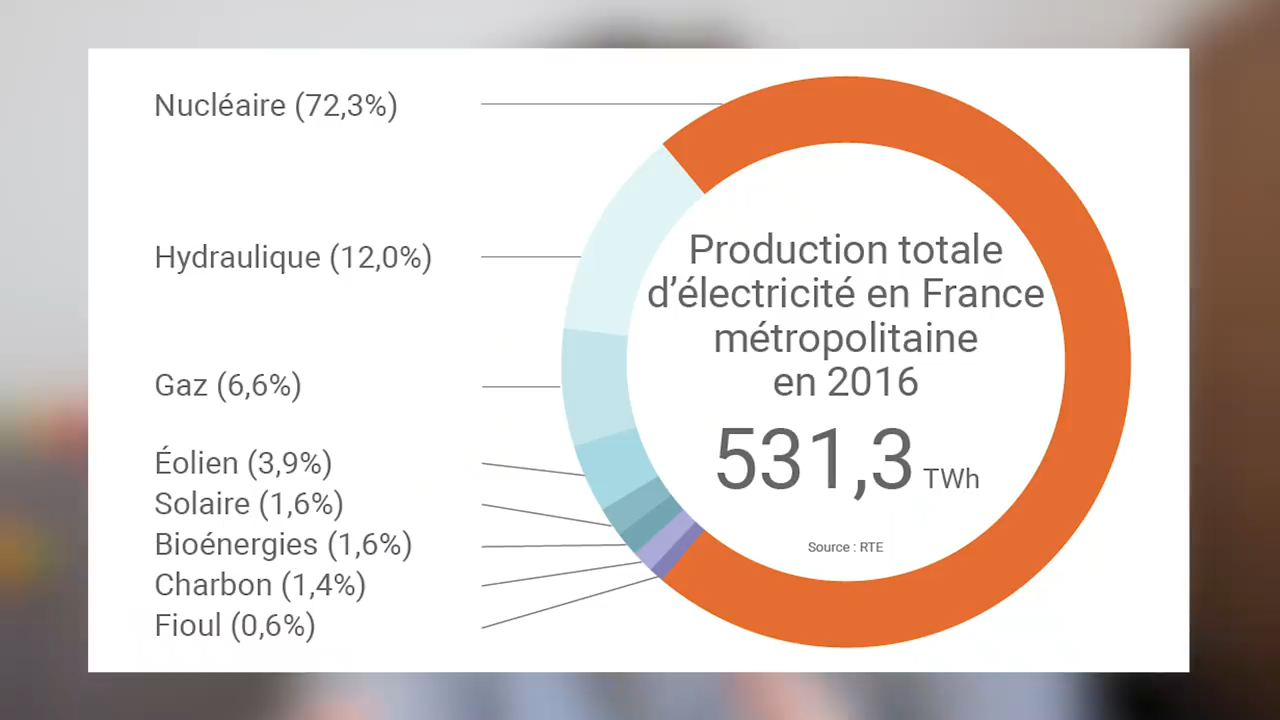 Nucléaire (72,3%)
Hydraulique (12,0%)
Gaz (6,6%)
Éolien (3,9%)
Solaire (1,6%)
Bioénergies (1,6%)
Charbon (1,4%)
Fioul (0,6%)
Production totale
d’électricité en France
métropolitaine
en 2016
531,3 TWh
Source : RTE